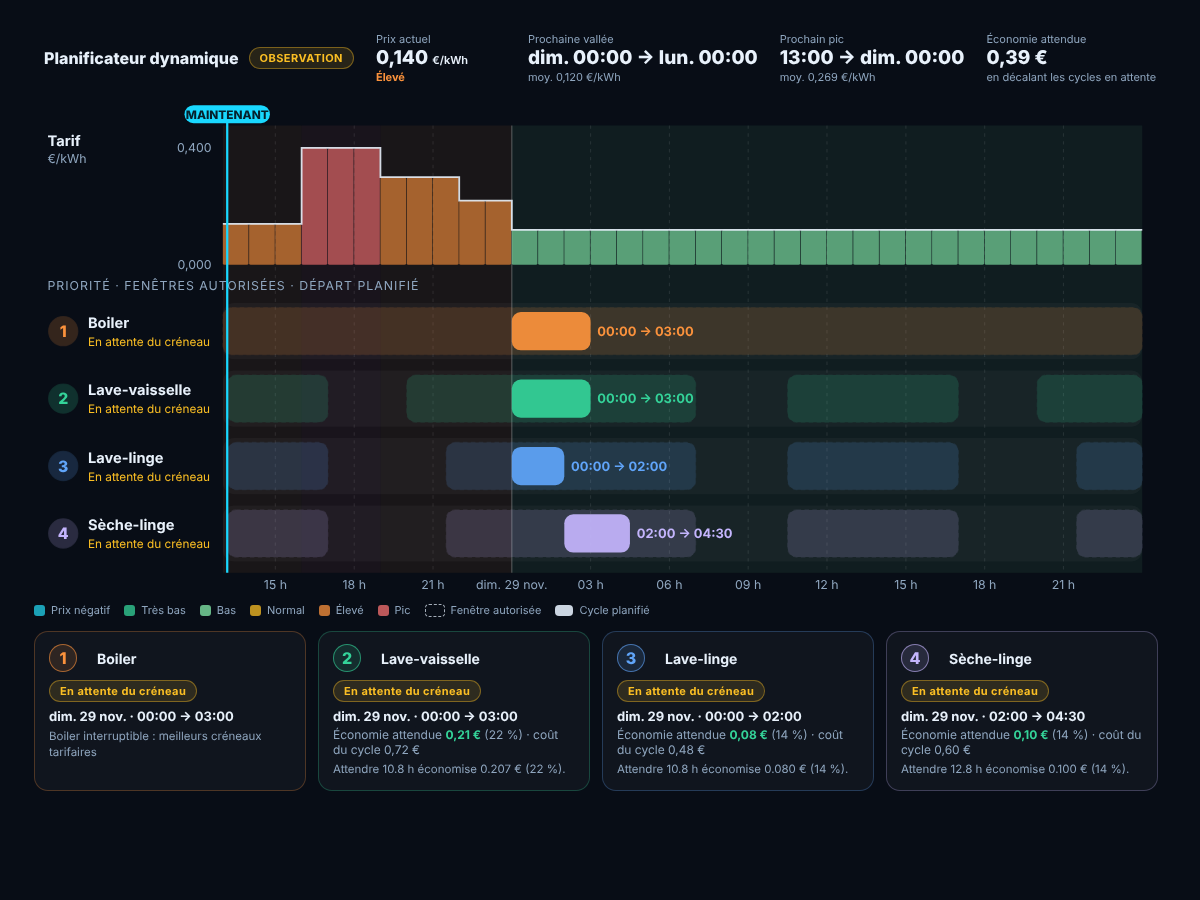 Planificateur dynamique
OBSERVATION
Prix actuel
0,140 €/kWh
Élevé
Prochaine vallée
dim. 00:00 → lun. 00:00
moy. 0,120 €/kWh
Prochain pic
13:00 → dim. 00:00
moy. 0,269 €/kWh
Économie attendue
0,39 €
en décalant les cycles en attente
MAINTENANT
Tarif
€/kWh
0,400
0,000
PRIORITÉ · FENÊTRES AUTORISÉES · DÉPART PLANIFIÉ
1
Boiler
En attente du créneau
00:00 → 03:00
2
Lave-vaisselle
En attente du créneau
00:00 → 03:00
3
Lave-linge
En attente du créneau
00:00 → 02:00
4
Sèche-linge
En attente du créneau
02:00 → 04:30
15 h 18 h 21 h dim. 29 nov. 03 h 06 h 09 h 12 h 15 h 18 h 21 h
Prix négatif Très bas Bas Normal Élevé Pic Fenêtre autorisée Cycle planifié
1 Boiler
En attente du créneau
dim. 29 nov. · 00:00 → 03:00
Boiler interruptible : meilleurs créneaux
tarifaires
2 Lave-vaisselle
En attente du créneau
dim. 29 nov. · 00:00 → 03:00
Économie attendue 0,21 € (22 %) · coût
du cycle 0,72 €
Attendre 10.8 h économise 0.207 € (22 %).
3 Lave-linge
En attente du créneau
dim. 29 nov. · 00:00 → 02:00
Économie attendue 0,08 € (14 %) · coût
du cycle 0,48 €
Attendre 10.8 h économise 0.080 € (14 %).
4 Sèche-linge
En attente du créneau
dim. 29 nov. · 02:00 → 04:30
Économie attendue 0,10 € (14 %) · coût du
cycle 0,60 €
Attendre 12.8 h économise 0.100 € (14 %).